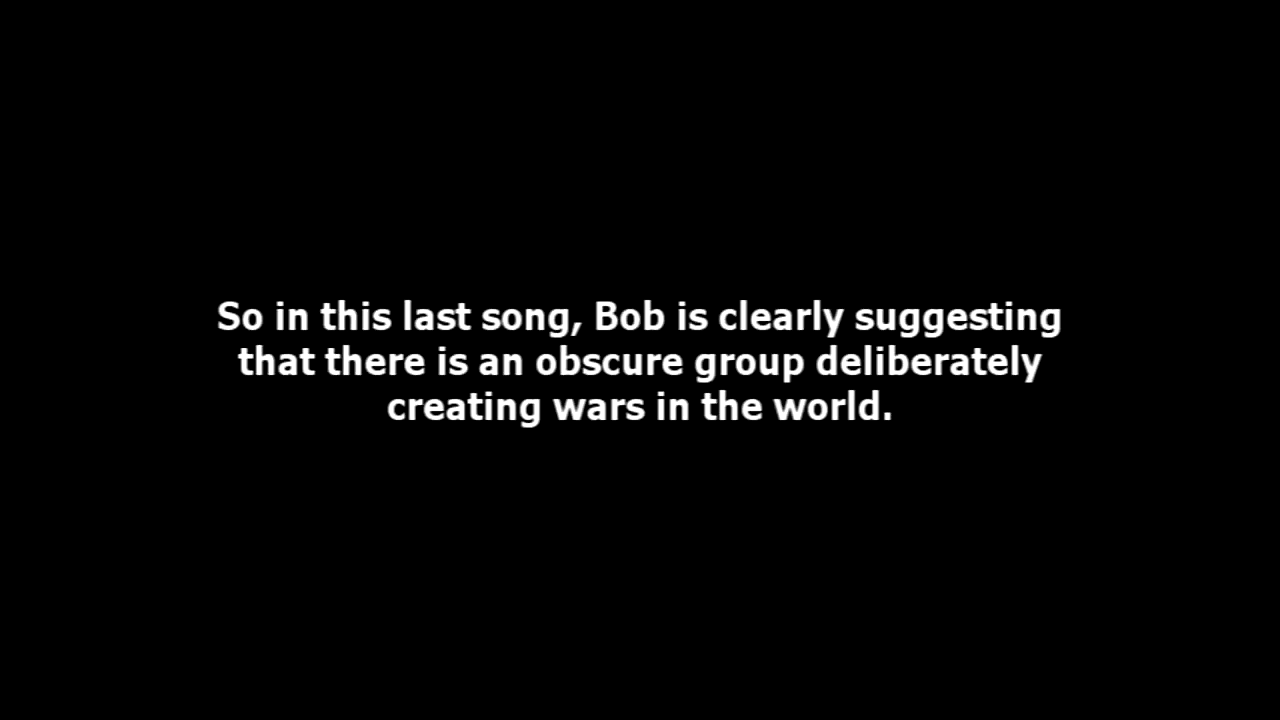 So in this last song, Bob is clearly suggesting
that there is an obscure group deliberately
creating wars in the world.